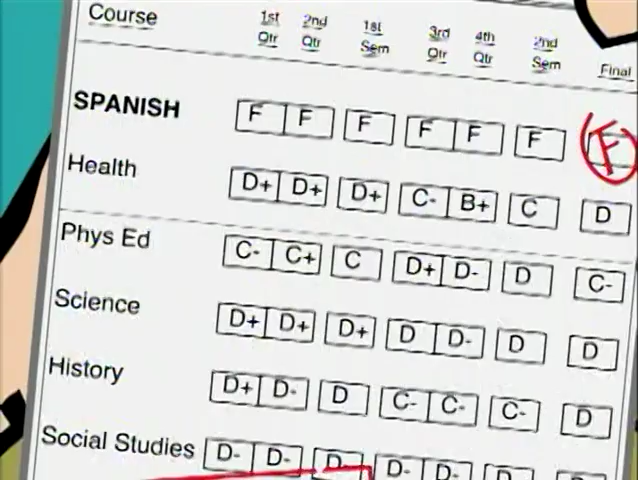 Course 1st Qtr 2nd Qtr 1st Sem 3rd Qtr 4th Qtr 2nd Sem Final
SPANISH F F F F F F F
Health D+ D+ D+ C- B+ C D
Phys Ed C- C+ C D+ D- D C-
Science D+ D+ D+ D D- D D
History D+ D- D C- C- C- D
Social Studies D- D- D- D- D- D